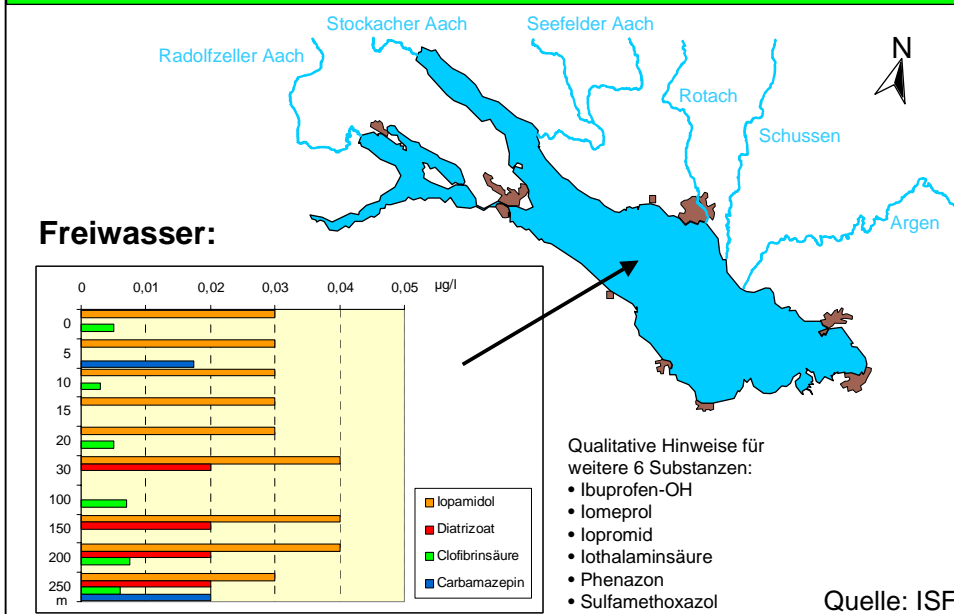 Stockacher Aach
Seefelder Aach
Radolfzeller Aach
N
Rotach
Schussen
Argen
Freiwasser:
0 0,01 0,02 0,03 0,04 0,05 µg/l
0
5
10
15
20
30
100
150
200
250
m
Iopamidol
Diatrizoat
Clofibrinsäure
Carbamazepin
Qualitative Hinweise für
weitere 6 Substanzen:
• Ibuprofen-OH
• Iomeprol
• Iopromid
• Iothalaminsäure
• Phenazon
• Sulfamethoxazol
Quelle: ISF